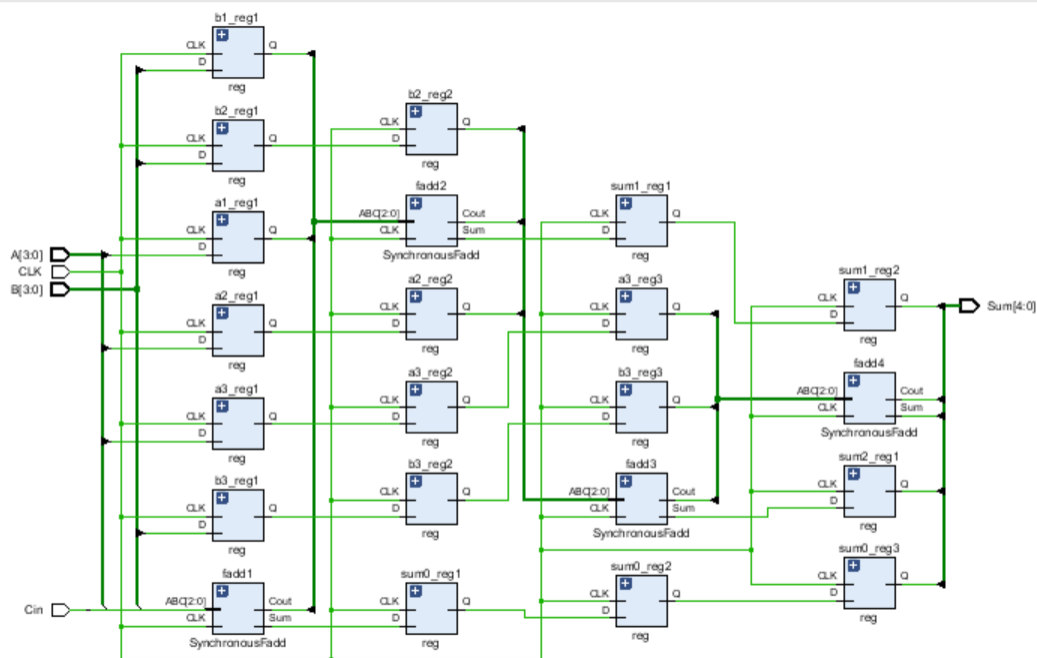 b1_reg1
CLK
D
Q
reg
b2_reg1
CLK
D
Q
reg
a1_reg1
CLK
D
Q
reg
a2_reg1
CLK
D
Q
reg
a3_reg1
CLK
D
Q
reg
b3_reg1
CLK
D
Q
reg
fadd1
ABC[2:0]
CLK
Cout
Sum
SynchronousFadd
A[3:0]
CLK
B[3:0]
Cin
b2_reg2
CLK
D
Q
reg
fadd2
ABC[2:0]
CLK
Cout
Sum
SynchronousFadd
a2_reg2
CLK
D
Q
reg
a3_reg2
CLK
D
Q
reg
b3_reg2
CLK
D
Q
reg
sum0_reg1
CLK
D
Q
reg
sum1_reg1
CLK
D
Q
reg
a3_reg3
CLK
D
Q
reg
b3_reg3
CLK
D
Q
reg
fadd3
ABC[2:0]
CLK
Cout
Sum
SynchronousFadd
sum0_reg2
CLK
D
Q
reg
sum1_reg2
CLK
D
Q
reg
fadd4
ABC[2:0]
CLK
Cout
Sum
SynchronousFadd
sum2_reg1
CLK
D
Q
reg
sum0_reg3
CLK
D
Q
reg
Sum[4:0]